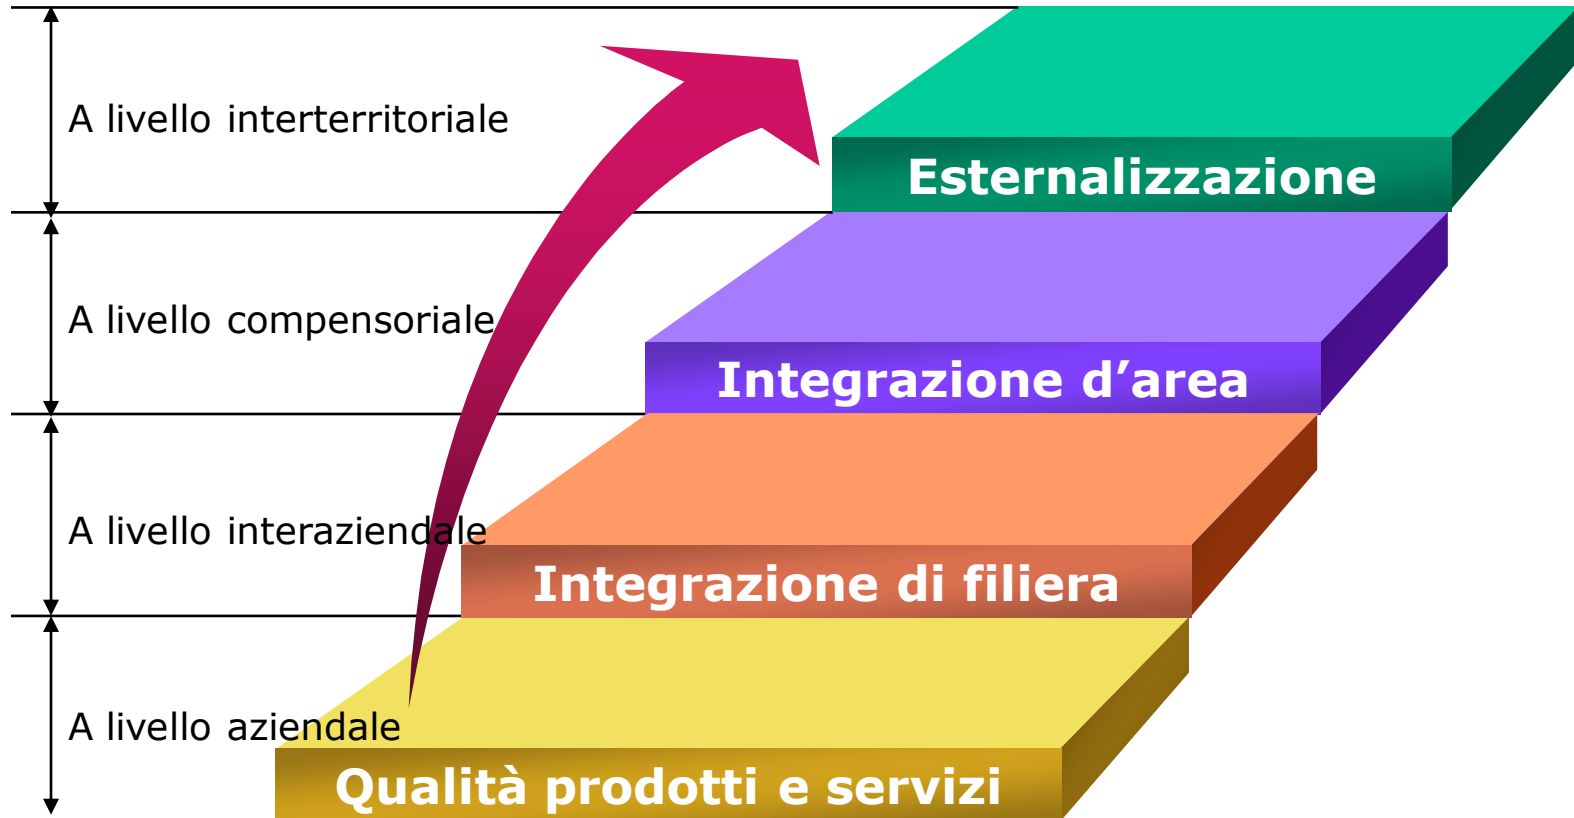 A livello interterritoriale
Esternalizzazione
A livello compensoriale
Integrazione d’area
A livello interaziendale
Integrazione di filiera
A livello aziendale
Qualità prodotti e servizi